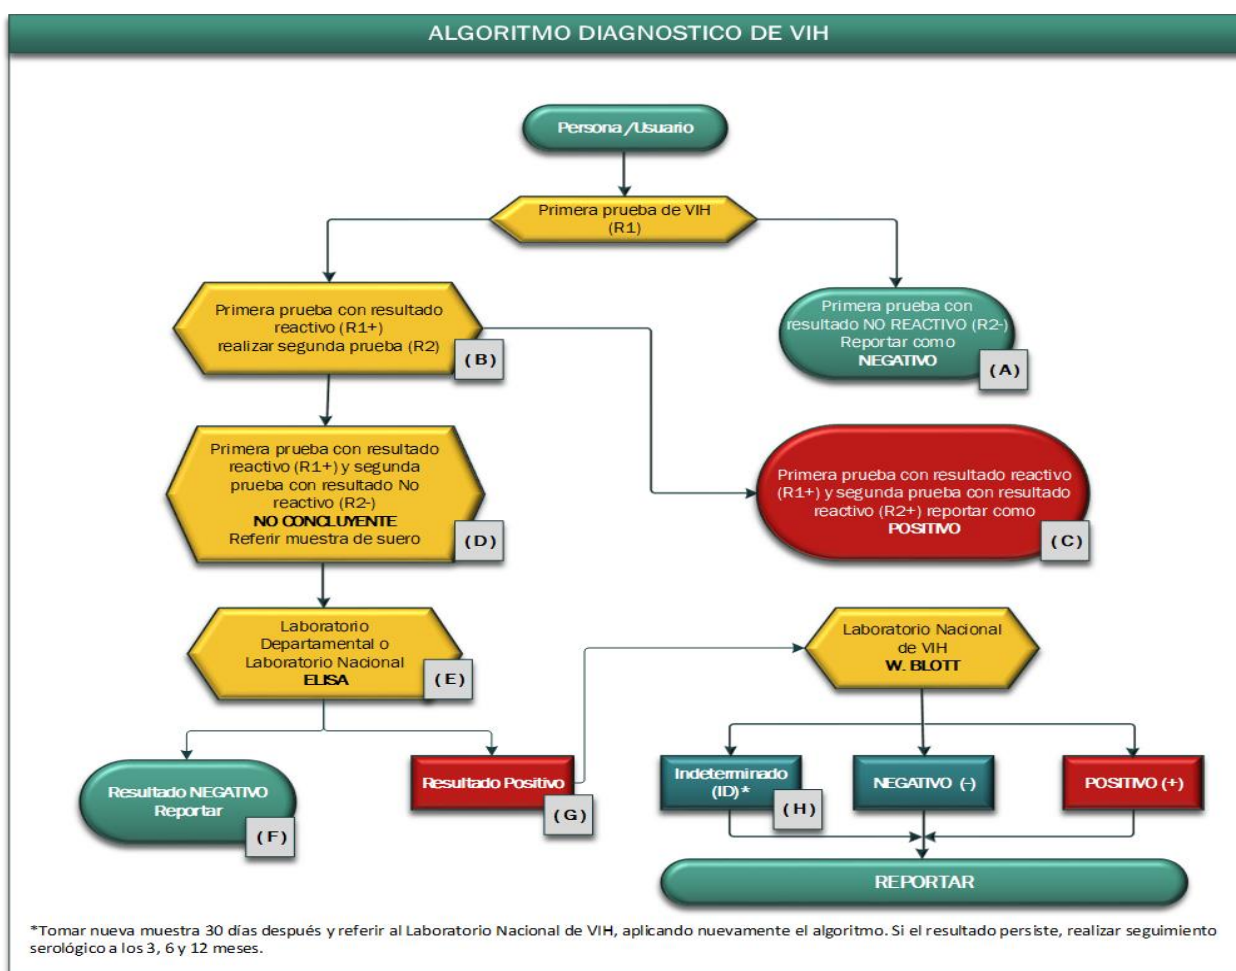 ALGORITMO DIAGNOSTICO DE VIH
Persona /Usuario
Primera prueba de VIH
(R1)
Primera prueba con resultado
reactivo (R1+)
realizar segunda prueba (R2)
(B)
Primera prueba con
resultado NO REACTIVO (R2-)
Reportar como
NEGATIVO
(A)
Primera prueba con resultado
reactivo (R1+) y segunda
prueba con resultado No
reactivo (R2-)
NO CONCLUYENTE
Referir muestra de suero
(D)
Primera prueba con resultado reactivo
(R1+) y segunda prueba con resultado
reactivo (R2+) reportar como
POSITIVO
(C)
Laboratorio
Departamental o
Laboratorio Nacional
ELISA
(E)
Laboratorio Nacional
de VIH
W. BLOTT
Resultado NEGATIVO
Reportar
(F)
Resultado Positivo
(G)
Indeterminado
(ID)*
(H)
NEGATIVO (-)
POSITIVO (+)
REPORTAR
*Tomar nueva muestra 30 días después y referir al Laboratorio Nacional de VIH, aplicando nuevamente el algoritmo. Si el resultado persiste, realizar seguimiento
serológico a los 3, 6 y 12 meses.